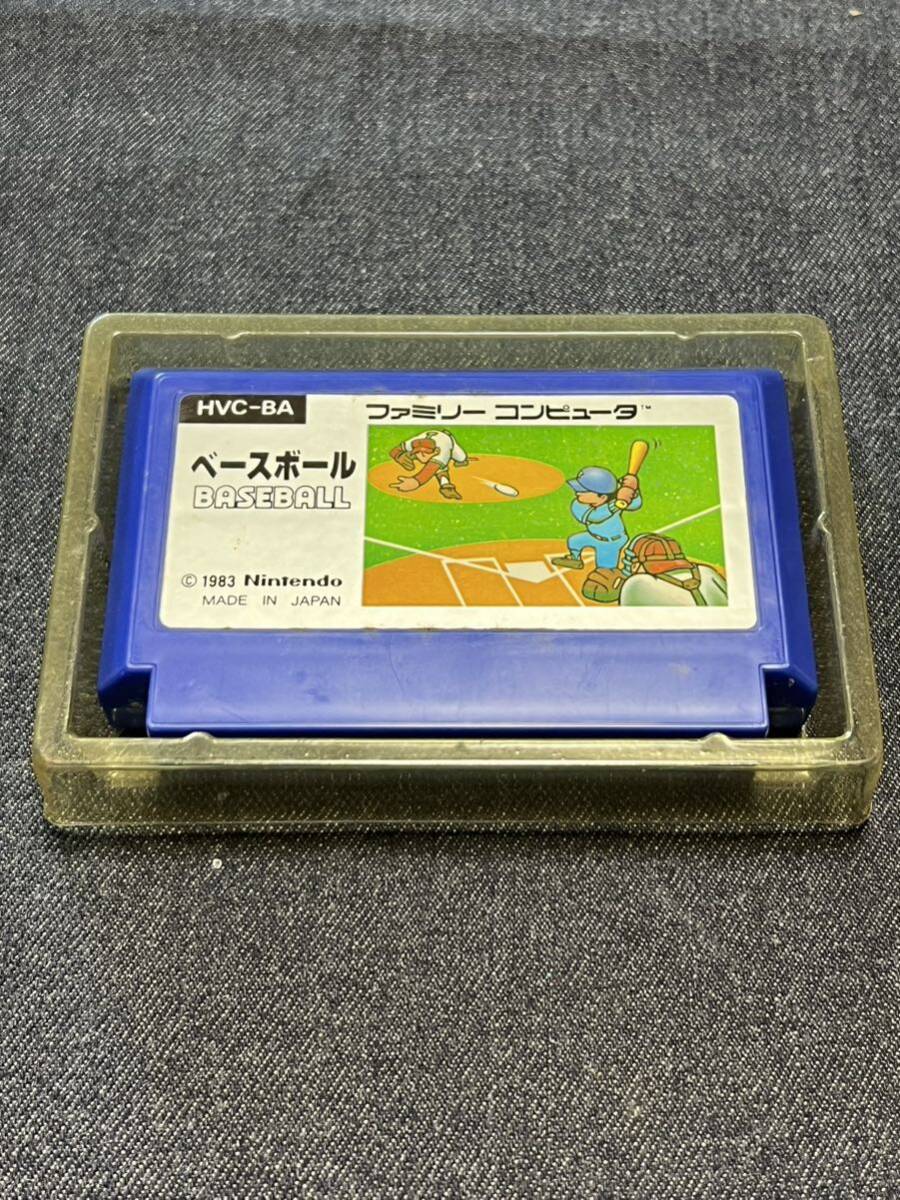 HVC-BA
ファミリー コンピュータ™
ベースボール
BASEBALL
© 1983 Nintendo
MADE IN JAPAN